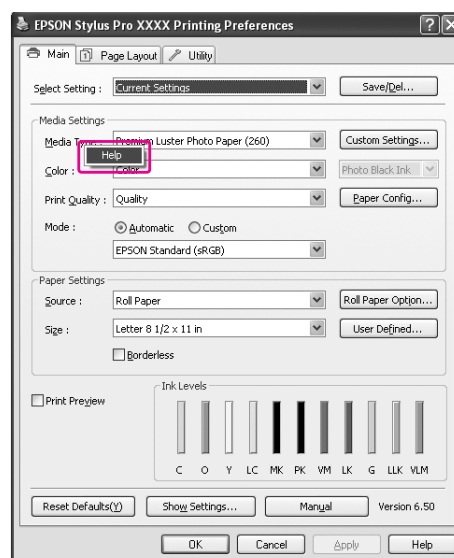 EPSON Stylus Pro XXXX Printing Preferences
Main Page Layout Utility
Select Setting : Current Settings Save/Del...
Media Settings
Media Type : Premium Luster Photo Paper (260) Custom Settings...
Help
Color : Color Photo Black Ink
Print Quality : Quality Paper Config...
Mode : Automatic Custom
EPSON Standard (sRGB)
Paper Settings
Source : Roll Paper Roll Paper Option...
Size : Letter 8 1/2 x 11 in User Defined...
Borderless
Print Preview
Ink Levels
C O Y LC MK PK VM LK G LLK VLM
Reset Defaults(Y) Show Settings... Manual Version 6.50
OK Cancel Apply Help